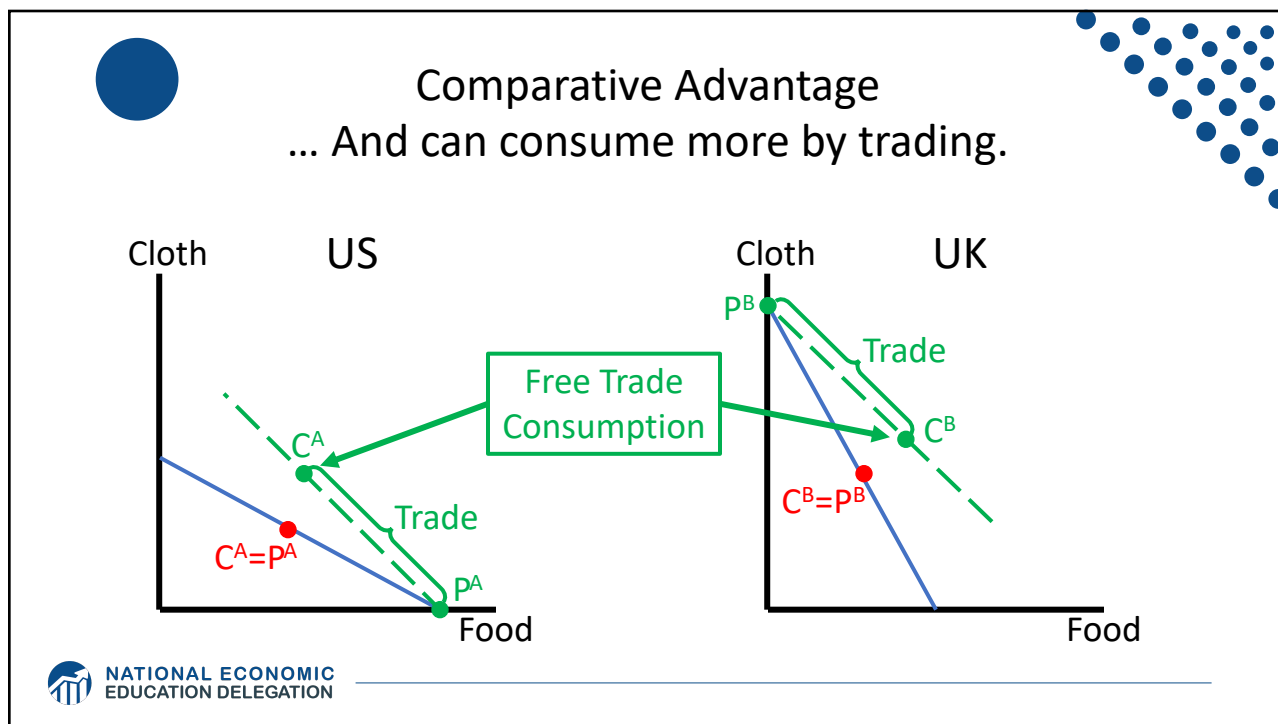 Comparative Advantage
… And can consume more by trading.
Cloth
US
Cloth
UK
P^B
Trade
Free Trade
Consumption
C^A
C^B
C^B=P^B
Trade
C^A=P^A
P^A
Food
Food
NATIONAL ECONOMIC
EDUCATION DELEGATION